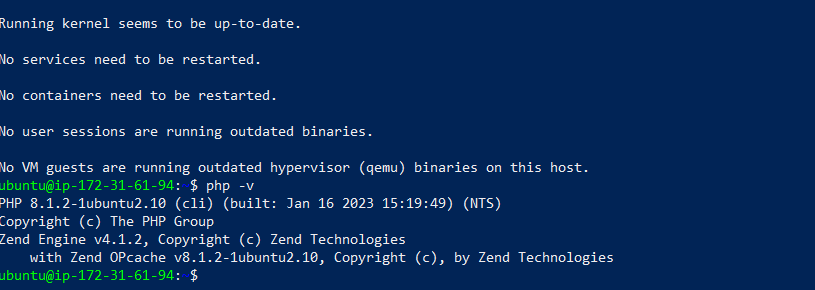 Running kernel seems to be up-to-date.
No services need to be restarted.
No containers need to be restarted.
No user sessions are running outdated binaries.
No VM guests are running outdated hypervisor (qemu) binaries on this host.
ubuntu@ip-172-31-61-94:~$ php -v
PHP 8.1.2-1ubuntu2.10 (cli) (built: Jan 16 2023 15:19:49) (NTS)
Copyright (c) The PHP Group
Zend Engine v4.1.2, Copyright (c) Zend Technologies
    with Zend OPcache v8.1.2-1ubuntu2.10, Copyright (c), by Zend Technologies
ubuntu@ip-172-31-61-94:~$